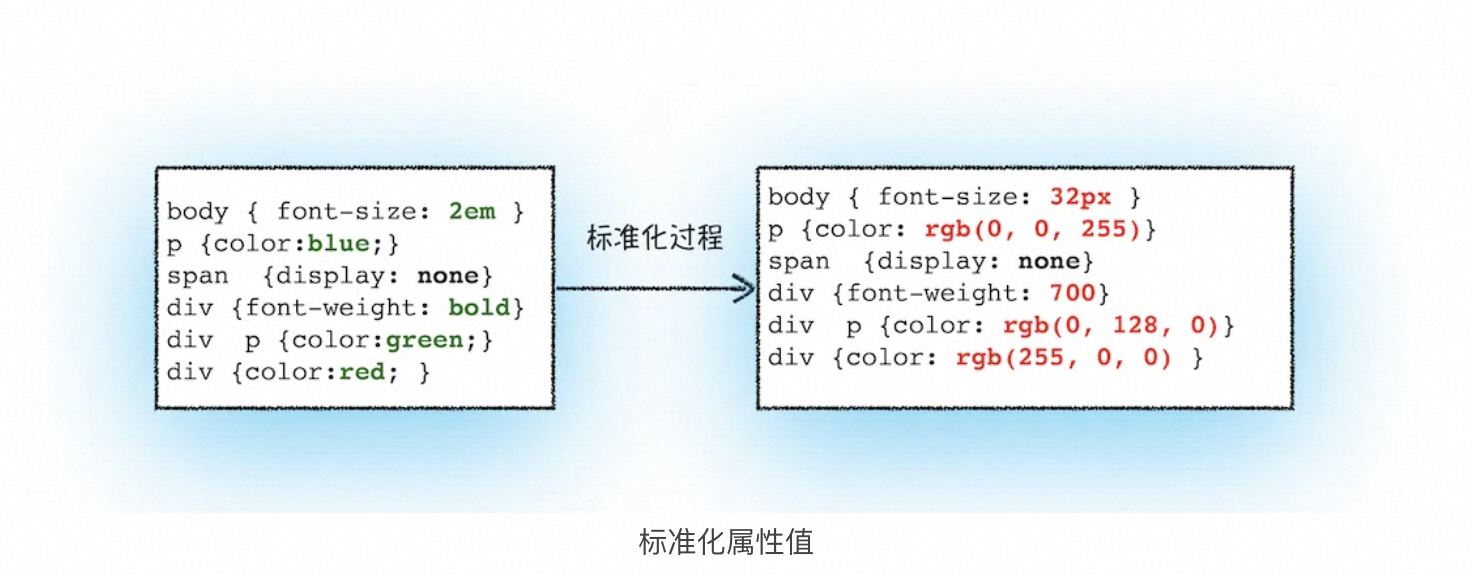 body { font-size: 2em }
p {color:blue;}
span  {display: none}
div {font-weight: bold}
div  p {color:green;}
div {color:red; }
标准化过程
body { font-size: 32px }
p {color: rgb(0, 0, 255)}
span  {display: none}
div {font-weight: 700}
div  p {color: rgb(0, 128, 0)}
div {color: rgb(255, 0, 0) }
标准化属性值